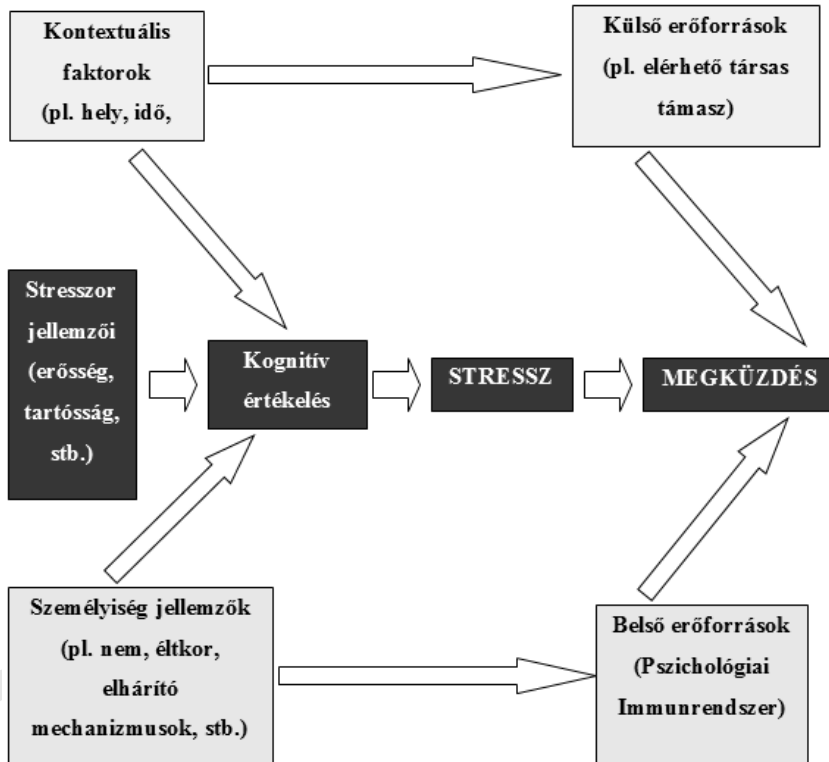 Kontextuális
faktorok
(pl. hely, idő,
Külső erőforrások
(pl. elérhető társas
támasz)
Stresszor
jellemzői
(erősség,
tartósság,
stb.)
Kognitív
értékelés
STRESSZ
MEGKÜZDÉS
Személyiség jellemzők
(pl. nem, éltkor,
elhárító
mechanizmusok, stb.)
Belső erőforrások
(Pszichológiai
Immunrendszer)